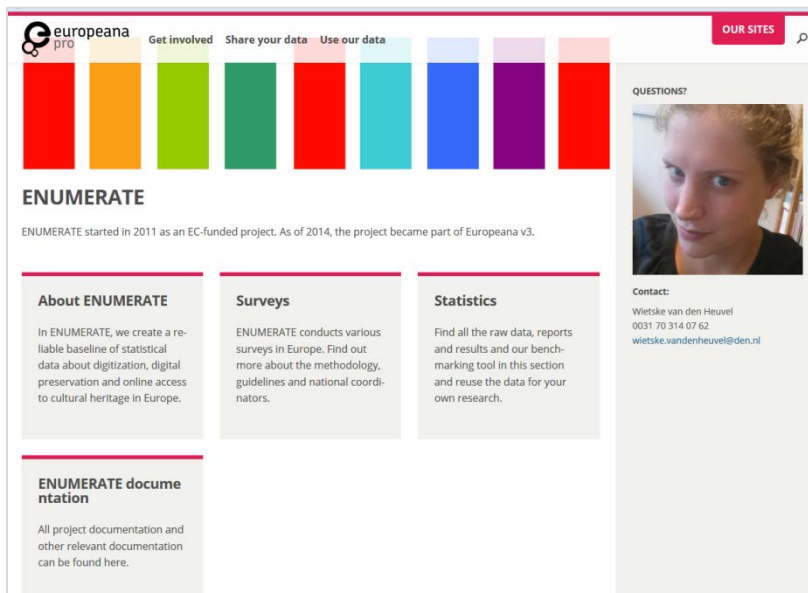 europeana
pro
Get involved
Share your data
Use our data
OUR SITES
ENUMERATE
ENUMERATE started in 2011 as an EC-funded project. As of 2014, the project became part of Europeana v3.
About ENUMERATE
In ENUMERATE, we create a re-
liable baseline of statistical
data about digitization, digital
preservation and online access
to cultural heritage in Europe.
Surveys
ENUMERATE conducts various
surveys in Europe. Find out
more about the methodology,
guidelines and national coordi-
nators.
Statistics
Find all the raw data, reports
and results and our bench-
marking tool in this section
and reuse the data for your
own research.
ENUMERATE docume
ntation
All project documentation and
other relevant documentation
can be found here.
QUESTIONS?
Contact:
Wietske van den Heuvel
0031 70 314 07 62
wietske.vandenheuvel@den.nl